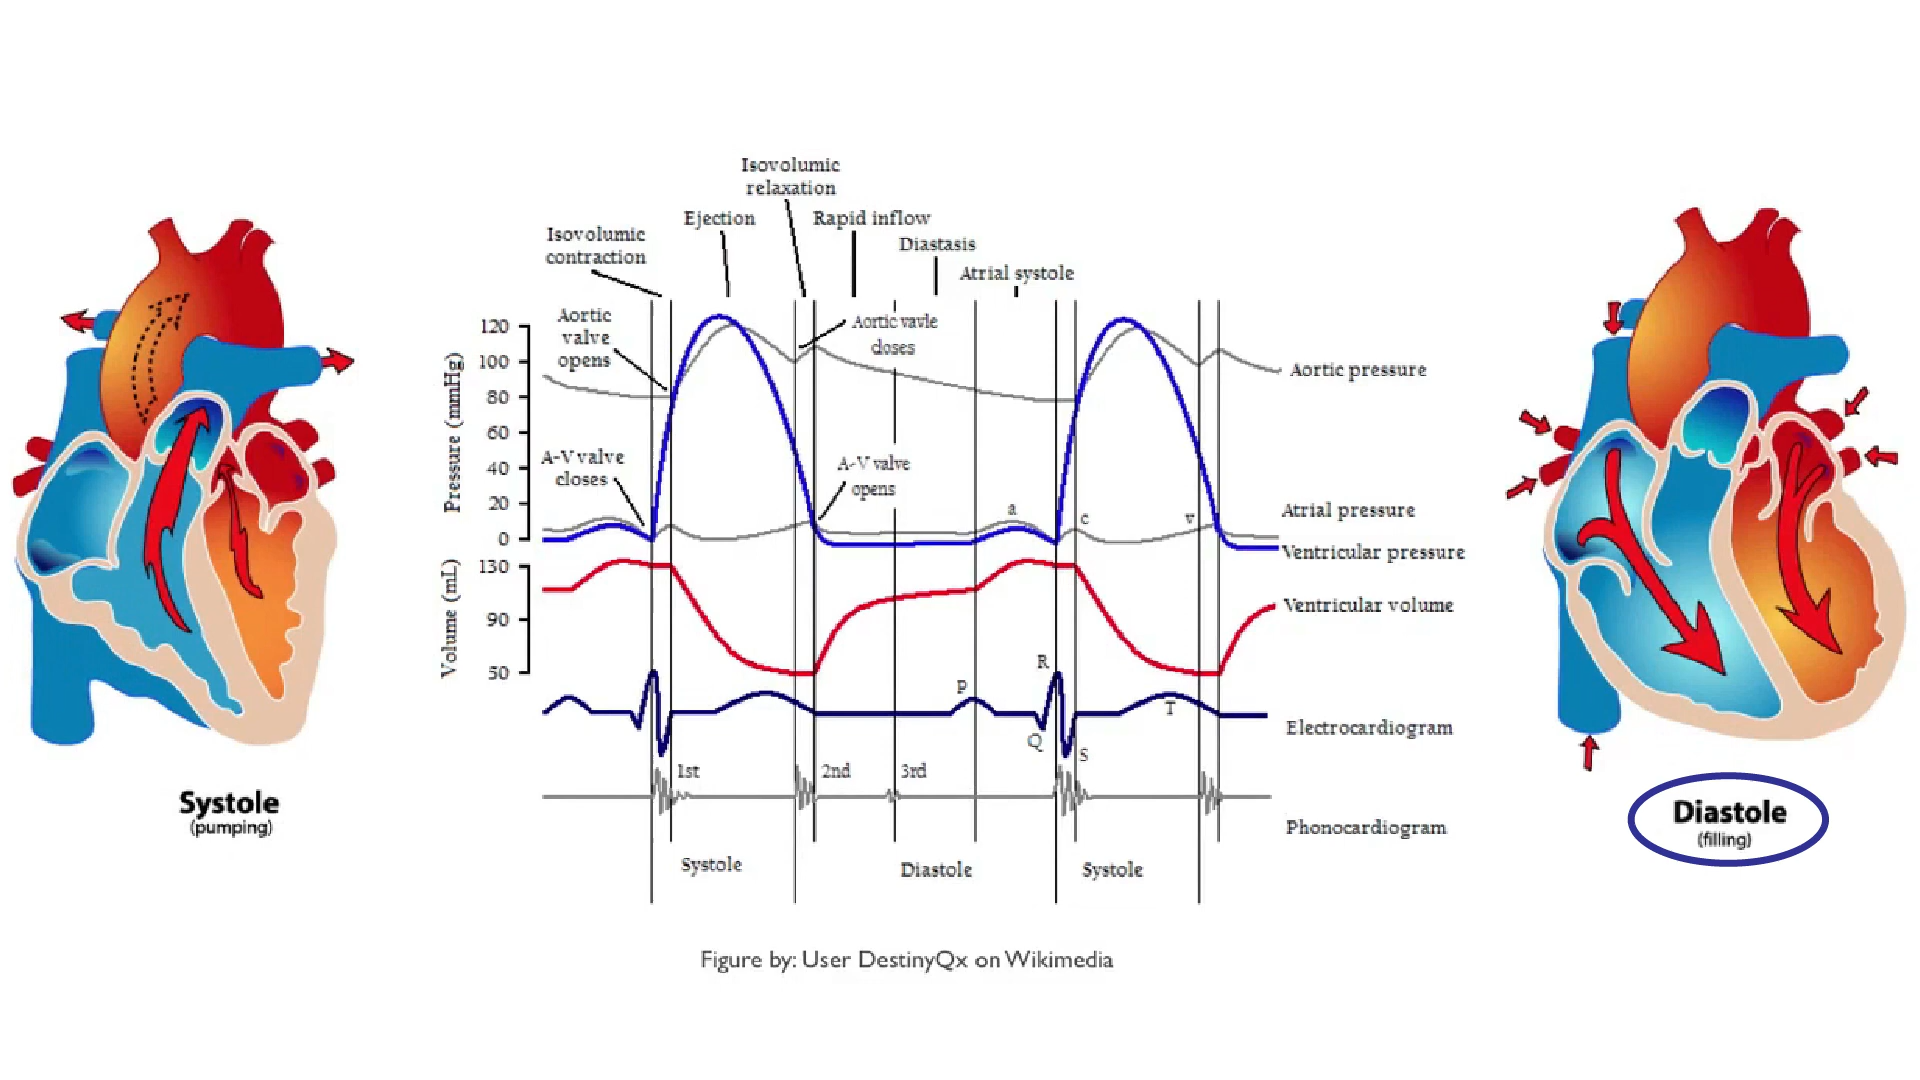 Isovolumic
relaxation
Ejection
Rapid inflow
Isovolumic
contraction
Diastasis
Atrial systole
Aortic
valve
opens
Aortic vavle
closes
A-V valve
closes
A-V valve
opens
Pressure (mmHg)
120
100
80
60
40
20
0
a
c
v
Aortic pressure
Atrial pressure
Ventricular pressure
Volume (mL)
130
90
50
Ventricular volume
R
P
Q
S
T
Electrocardiogram
1st
2nd
3rd
Phonocardiogram
Systole
Diastole
Systole
Systole
(pumping)
Diastole
(filling)
Figure by: User DestinyQx on Wikimedia